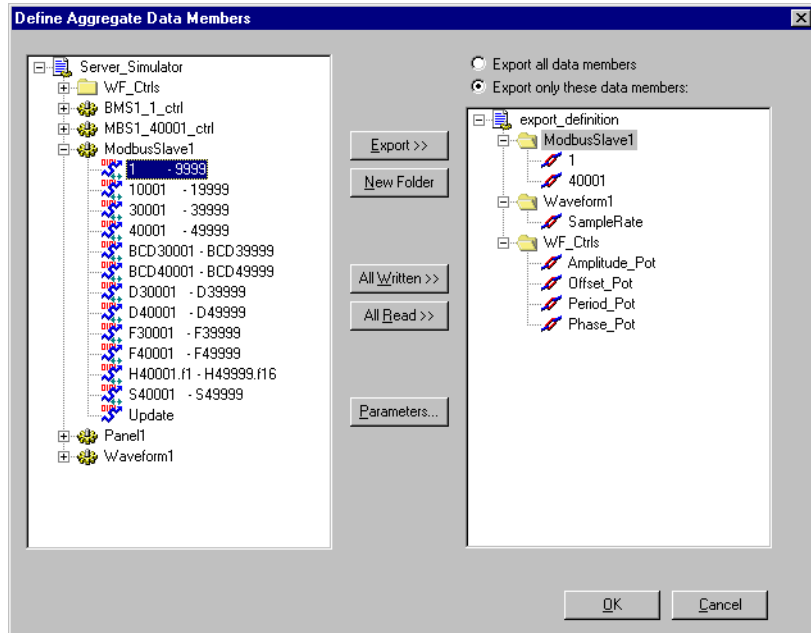 Define Aggregate Data Members
Server_Simulator
WF_Ctrls
BMS1_1_ctrl
MBS1_40001_ctrl
ModbusSlave1
1 - 9999
10001 - 19999
30001 - 39999
40001 - 49999
BCD30001 - BCD39999
BCD40001 - BCD49999
D30001 - D39999
D40001 - D49999
F30001 - F39999
F40001 - F49999
H40001.f1 - H49999.f16
S40001 - S49999
Update
Panel1
Waveform1
Export >>
New Folder
All Written >>
All Read >>
Parameters...
Export all data members
Export only these data members:
export_definition
ModbusSlave1
1
40001
Waveform1
SampleRate
WF_Ctrls
Amplitude_Pot
Offset_Pot
Period_Pot
Phase_Pot
OK
Cancel